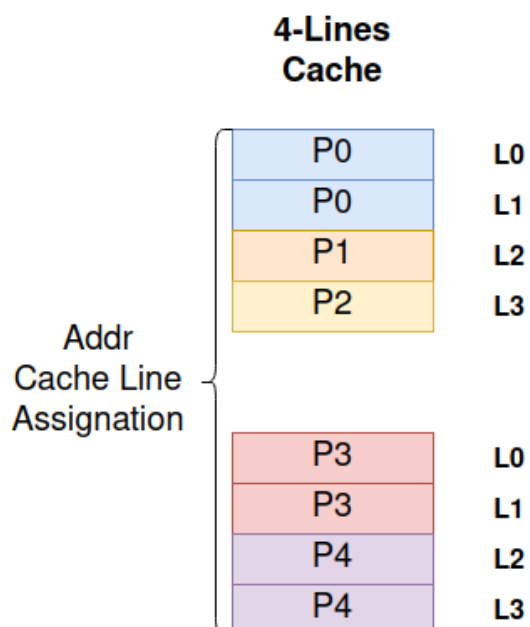 4-Lines
Cache
P0 L0
P0 L1
P1 L2
P2 L3
Addr
Cache Line
Assignation
P3 L0
P3 L1
P4 L2
P4 L3